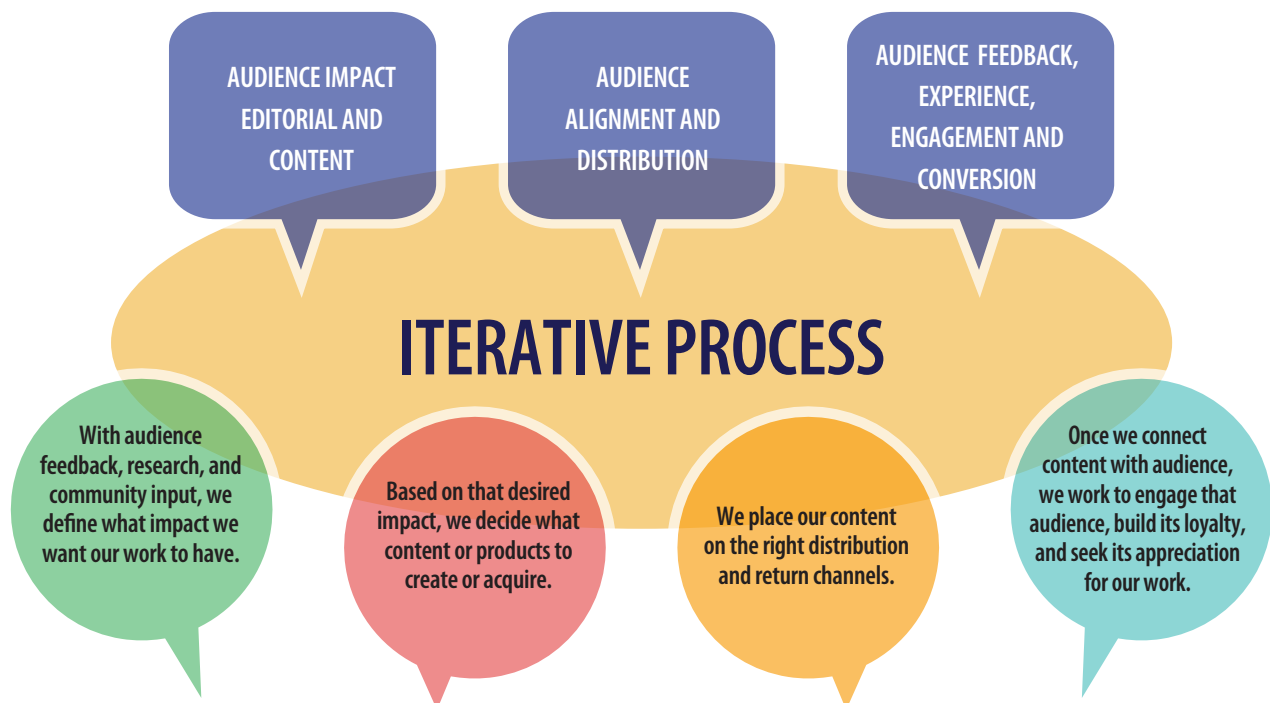 AUDIENCE IMPACT
EDITORIAL AND
CONTENT
AUDIENCE
ALIGNMENT AND
DISTRIBUTION
AUDIENCE FEEDBACK,
EXPERIENCE,
ENGAGEMENT AND
CONVERSION
ITERATIVE PROCESS
With audience
feedback, research, and
community input, we
define what impact we
want our work to have.
Based on that desired
impact, we decide what
content or products to
create or acquire.
We place our content
on the right distribution
and return channels.
Once we connect
content with audience,
we work to engage that
audience, build its loyalty,
and seek its appreciation
for our work.